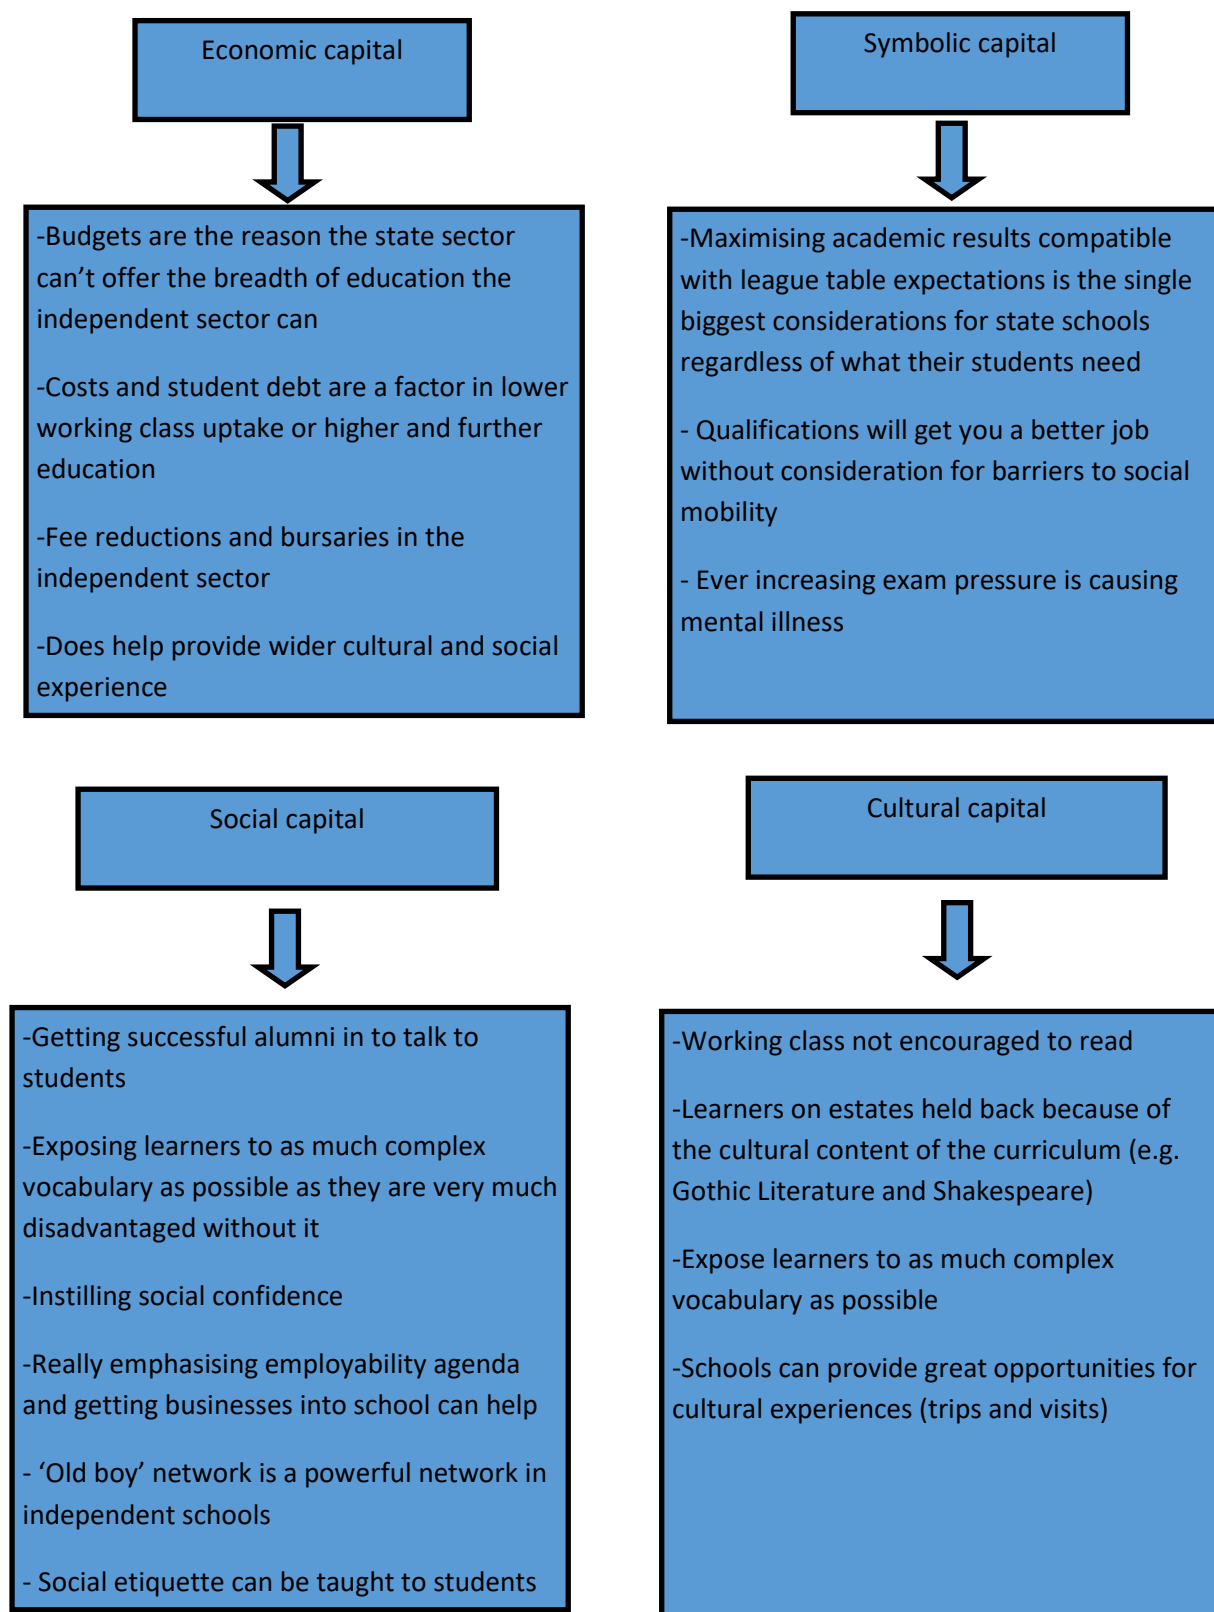 Economic capital
-Budgets are the reason the state sector
can’t offer the breadth of education the
independent sector can
-Costs and student debt are a factor in lower
working class uptake or higher and further
education
-Fee reductions and bursaries in the
independent sector
-Does help provide wider cultural and social
experience
Symbolic capital
-Maximising academic results compatible
with league table expectations is the single
biggest considerations for state schools
regardless of what their students need
- Qualifications will get you a better job
without consideration for barriers to social
mobility
- Ever increasing exam pressure is causing
mental illness
Social capital
-Getting successful alumni in to talk to
students
-Exposing learners to as much complex
vocabulary as possible as they are very much
disadvantaged without it
-Instilling social confidence
-Really emphasising employability agenda
and getting businesses into school can help
- ‘Old boy’ network is a powerful network in
independent schools
- Social etiquette can be taught to students
Cultural capital
-Working class not encouraged to read
-Learners on estates held back because of
the cultural content of the curriculum (e.g.
Gothic Literature and Shakespeare)
-Expose learners to as much complex
vocabulary as possible
-Schools can provide great opportunities for
cultural experiences (trips and visits)